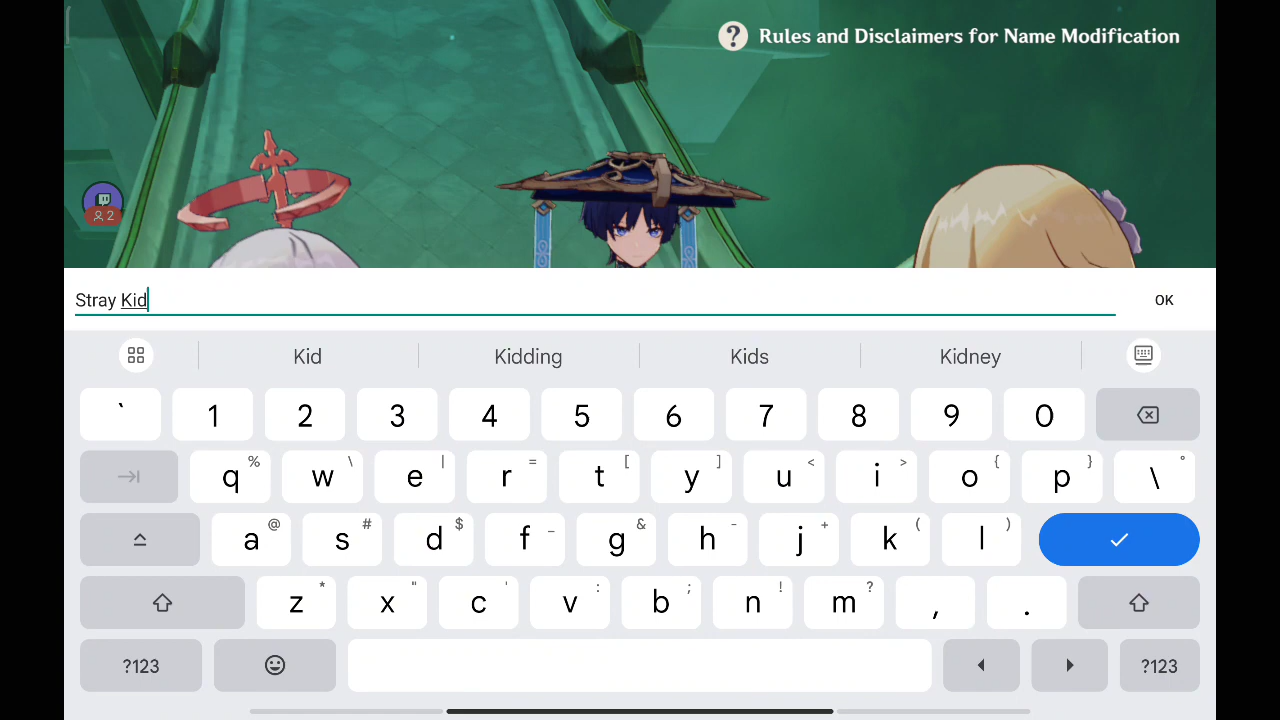 ? Rules and Disclaimers for Name Modification
2
Stray Kid OK
Kid Kidding Kids Kidney
` 1 2 3 4 5 6 7 8 9 0
q % w \ e | r = t [ y ] u < i > o { p } \ °
a @ s # d $ f _ g & h - j + k ( l )
z * x " c ' v : b ; n ! m ? , .
?123 ?123